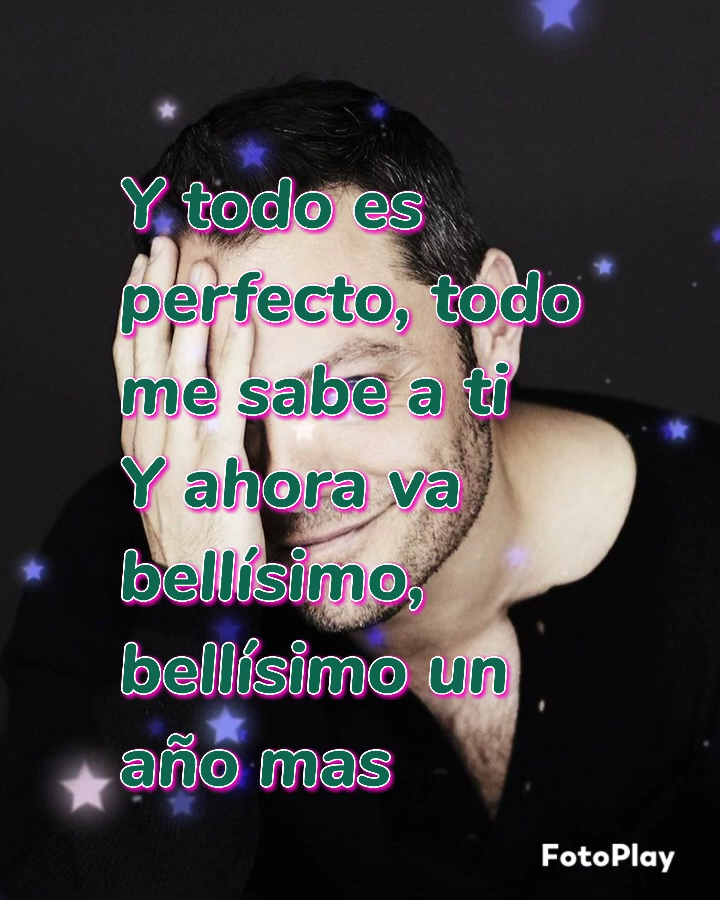 Y todo es
perfecto, todo
me sabe a ti
Y ahora va
bellísimo,
bellísimo un
año mas
FotoPlay